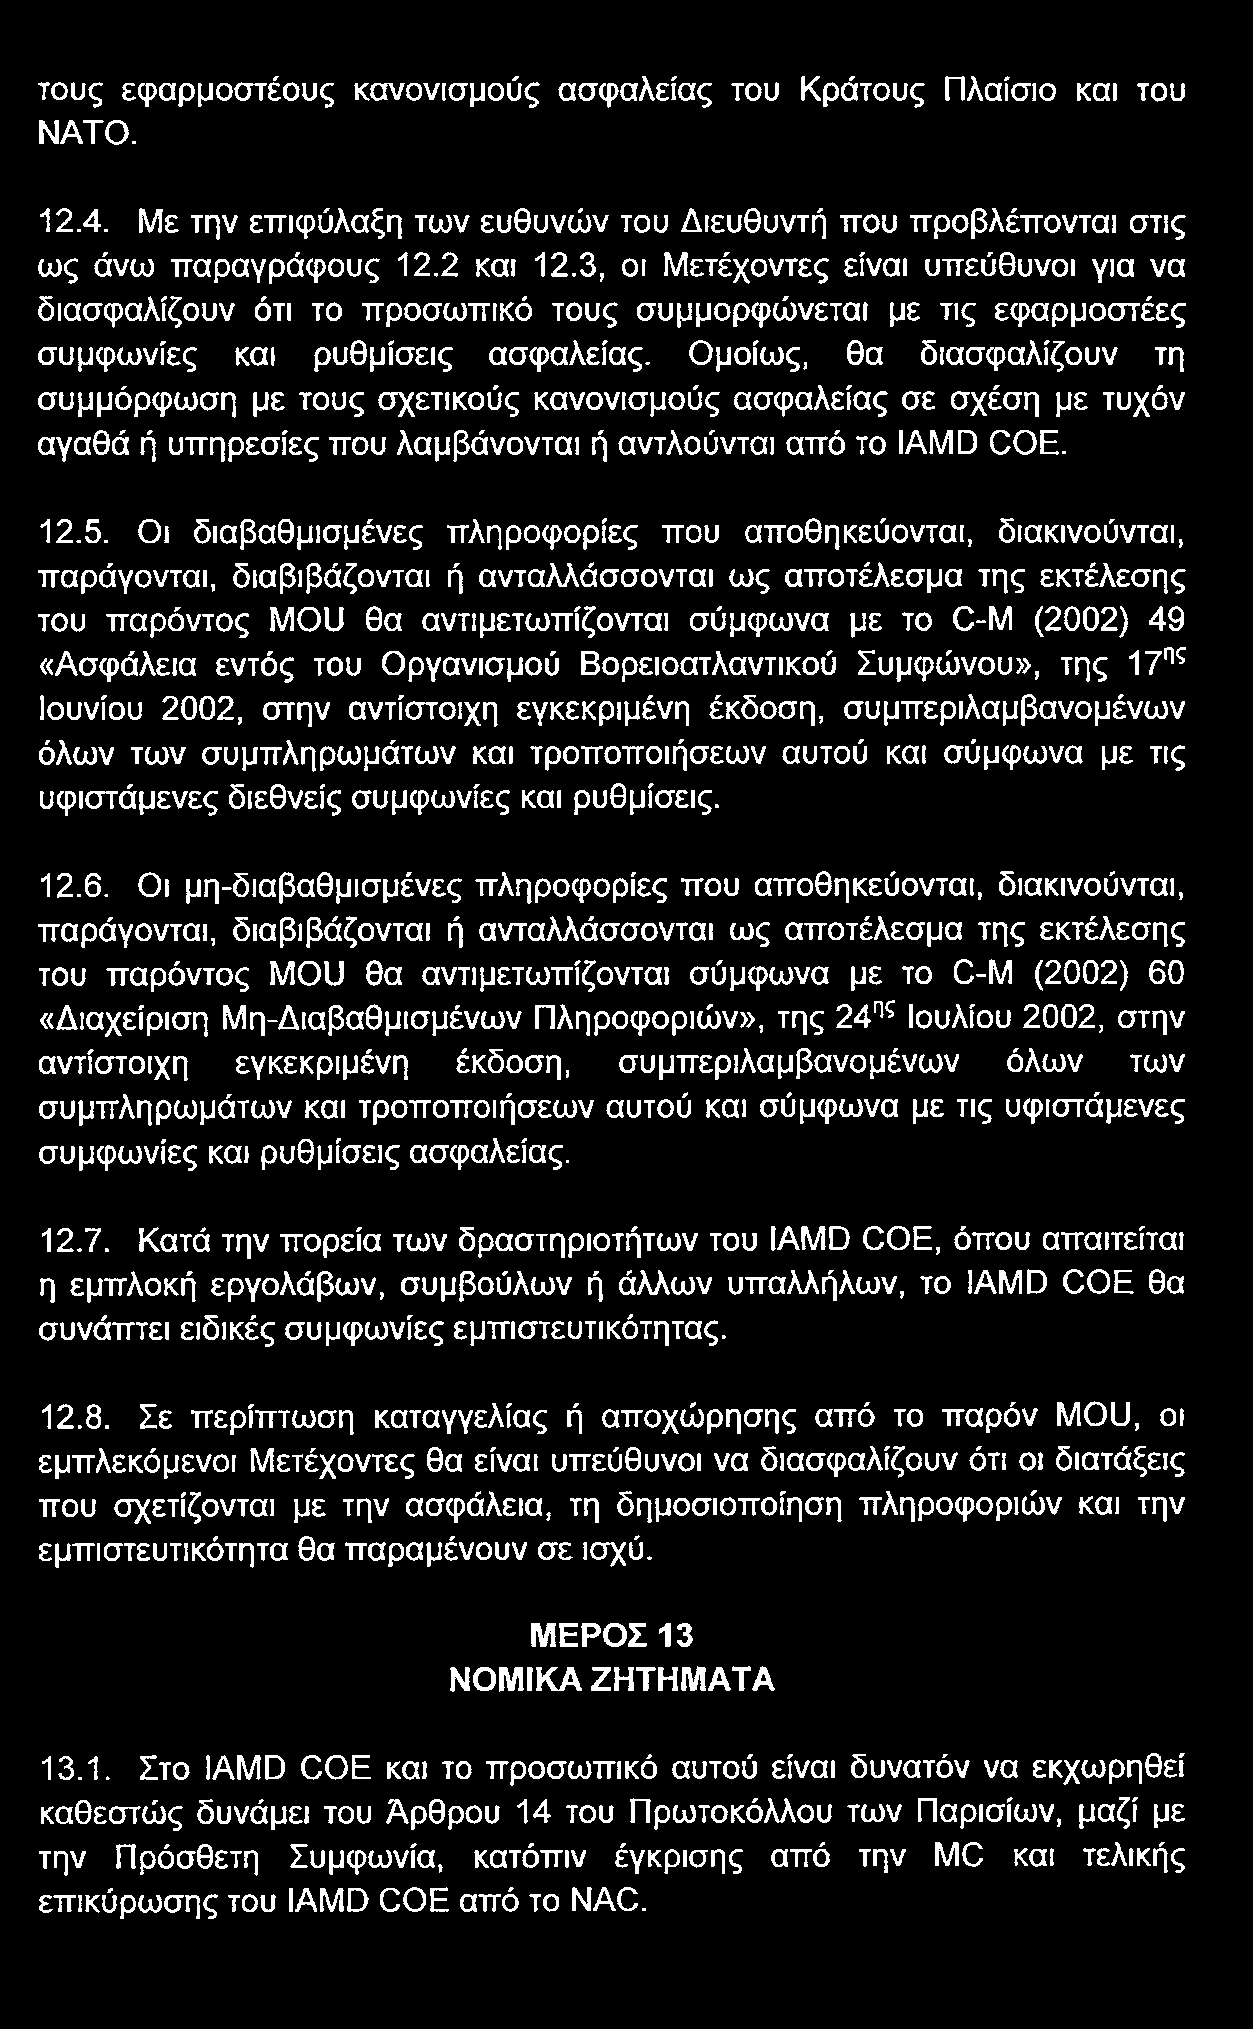 τους εφαρμοστέους κανονισμούς ασφαλείας του Κράτους Πλαίσιο και του
ΝΑΤΟ.
12.4. Με την επιφύλαξη των ευθυνών του Διευθυντή που προβλέπονται στις
ως άνω παραγράφους 12.2 και 12.3, οι Μετέχοντες είναι υπεύθυνοι για να
διασφαλίζουν ότι το προσωπικό τους συμμορφώνεται με τις εφαρμοστέες
συμφωνίες και ρυθμίσεις ασφαλείας. Ομοίως, θα διασφαλίζουν τη
συμμόρφωση με τους σχετικούς κανονισμούς ασφαλείας σε σχέση με τυχόν
αγαθά ή υπηρεσίες που λαμβάνονται ή αντλούνται από το IAMD COE.
12.5. Οι διαβαθμισμένες πληροφορίες που αποθηκεύονται, διακινούνται,
παράγονται, διαβιβάζονται ή ανταλλάσσονται ως αποτέλεσμα της εκτέλεσης
του παρόντος MOU θα αντιμετωπίζονται σύμφωνα με το C-M (2002) 49
«Ασφάλεια εντός του Οργανισμού Βορειοατλαντικού Συμφώνου», της 17ης
Ιουνίου 2002, στην αντίστοιχη εγκεκριμένη έκδοση, συμπεριλαμβανομένων
όλων των συμπληρωμάτων και τροποποιήσεων αυτού και σύμφωνα με τις
υφιστάμενες διεθνείς συμφωνίες και ρυθμίσεις.
12.6. Οι μη-διαβαθμισμένες πληροφορίες που αποθηκεύονται, διακινούνται,
παράγονται, διαβιβάζονται ή ανταλλάσσονται ως αποτέλεσμα της εκτέλεσης
του παρόντος MOU θα αντιμετωπίζονται σύμφωνα με το C-M (2002) 60
«Διαχείριση Μη-Διαβαθμισμένων Πληροφοριών», της 24ης Ιουλίου 2002, στην
αντίστοιχη εγκεκριμένη έκδοση, συμπεριλαμβανομένων όλων των
συμπληρωμάτων και τροποποιήσεων αυτού και σύμφωνα με τις υφιστάμενες
συμφωνίες και ρυθμίσεις ασφαλείας.
12.7. Κατά την πορεία των δραστηριοτήτων του IAMD COE, όπου απαιτείται
η εμπλοκή εργολάβων, συμβούλων ή άλλων υπαλλήλων, το IAMD COE θα
συνάπτει ειδικές συμφωνίες εμπιστευτικότητας.
12.8. Σε περίπτωση καταγγελίας ή αποχώρησης από το παρόν MOU, οι
εμπλεκόμενοι Μετέχοντες θα είναι υπεύθυνοι να διασφαλίζουν ότι οι διατάξεις
που σχετίζονται με την ασφάλεια, τη δημοσιοποίηση πληροφοριών και την
εμπιστευτικότητα θα παραμένουν σε ισχύ.
ΜΕΡΟΣ 13
ΝΟΜΙΚΑ ΖΗΤΗΜΑΤΑ
13.1. Στο IAMD COE και το προσωπικό αυτού είναι δυνατόν να εκχωρηθεί
καθεστώς δυνάμει του Άρθρου 14 του Πρωτοκόλλου των Παρισίων, μαζί με
την Πρόσθετη Συμφωνία, κατόπιν έγκρισης από την MC και τελικής
επικύρωσης του IAMD COE από το NAC.